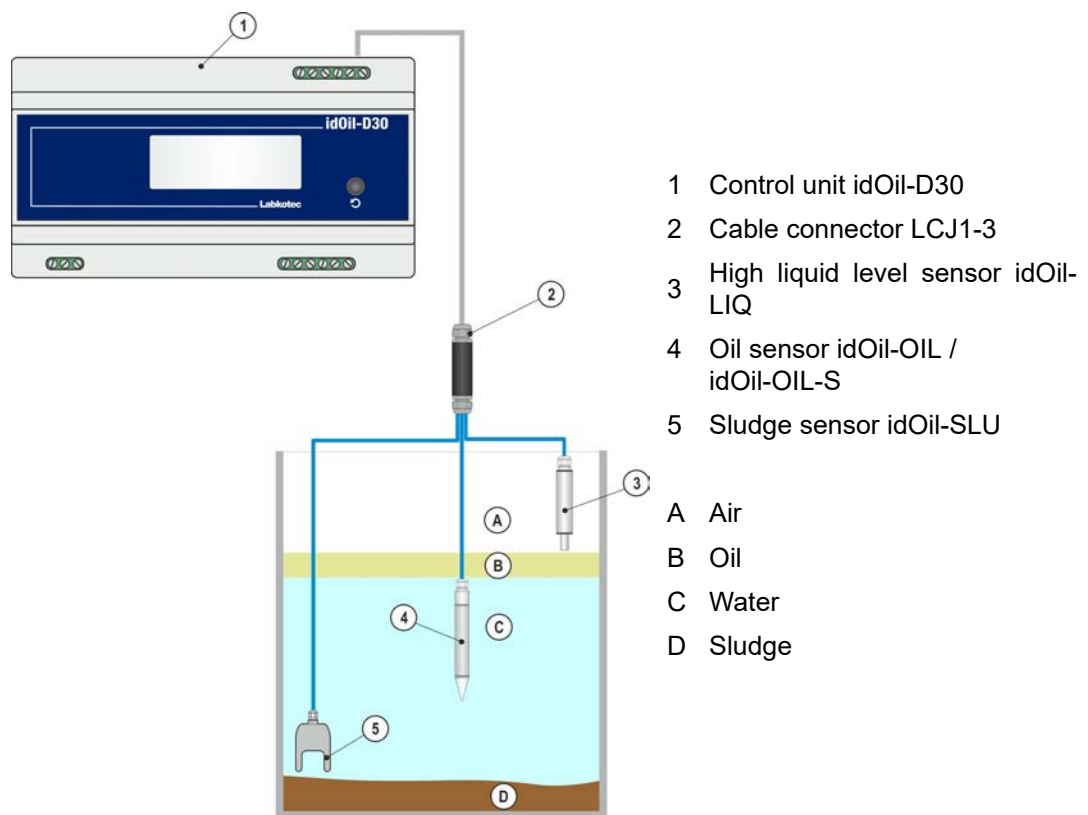 1
idOil-D30
Labkotec
2
3
A
B
4
C
5
D
1 Control unit idOil-D30
2 Cable connector LCJ1-3
3 High liquid level sensor idOil-
LIQ
4 Oil sensor idOil-OIL /
idOil-OIL-S
5 Sludge sensor idOil-SLU
A Air
B Oil
C Water
D Sludge